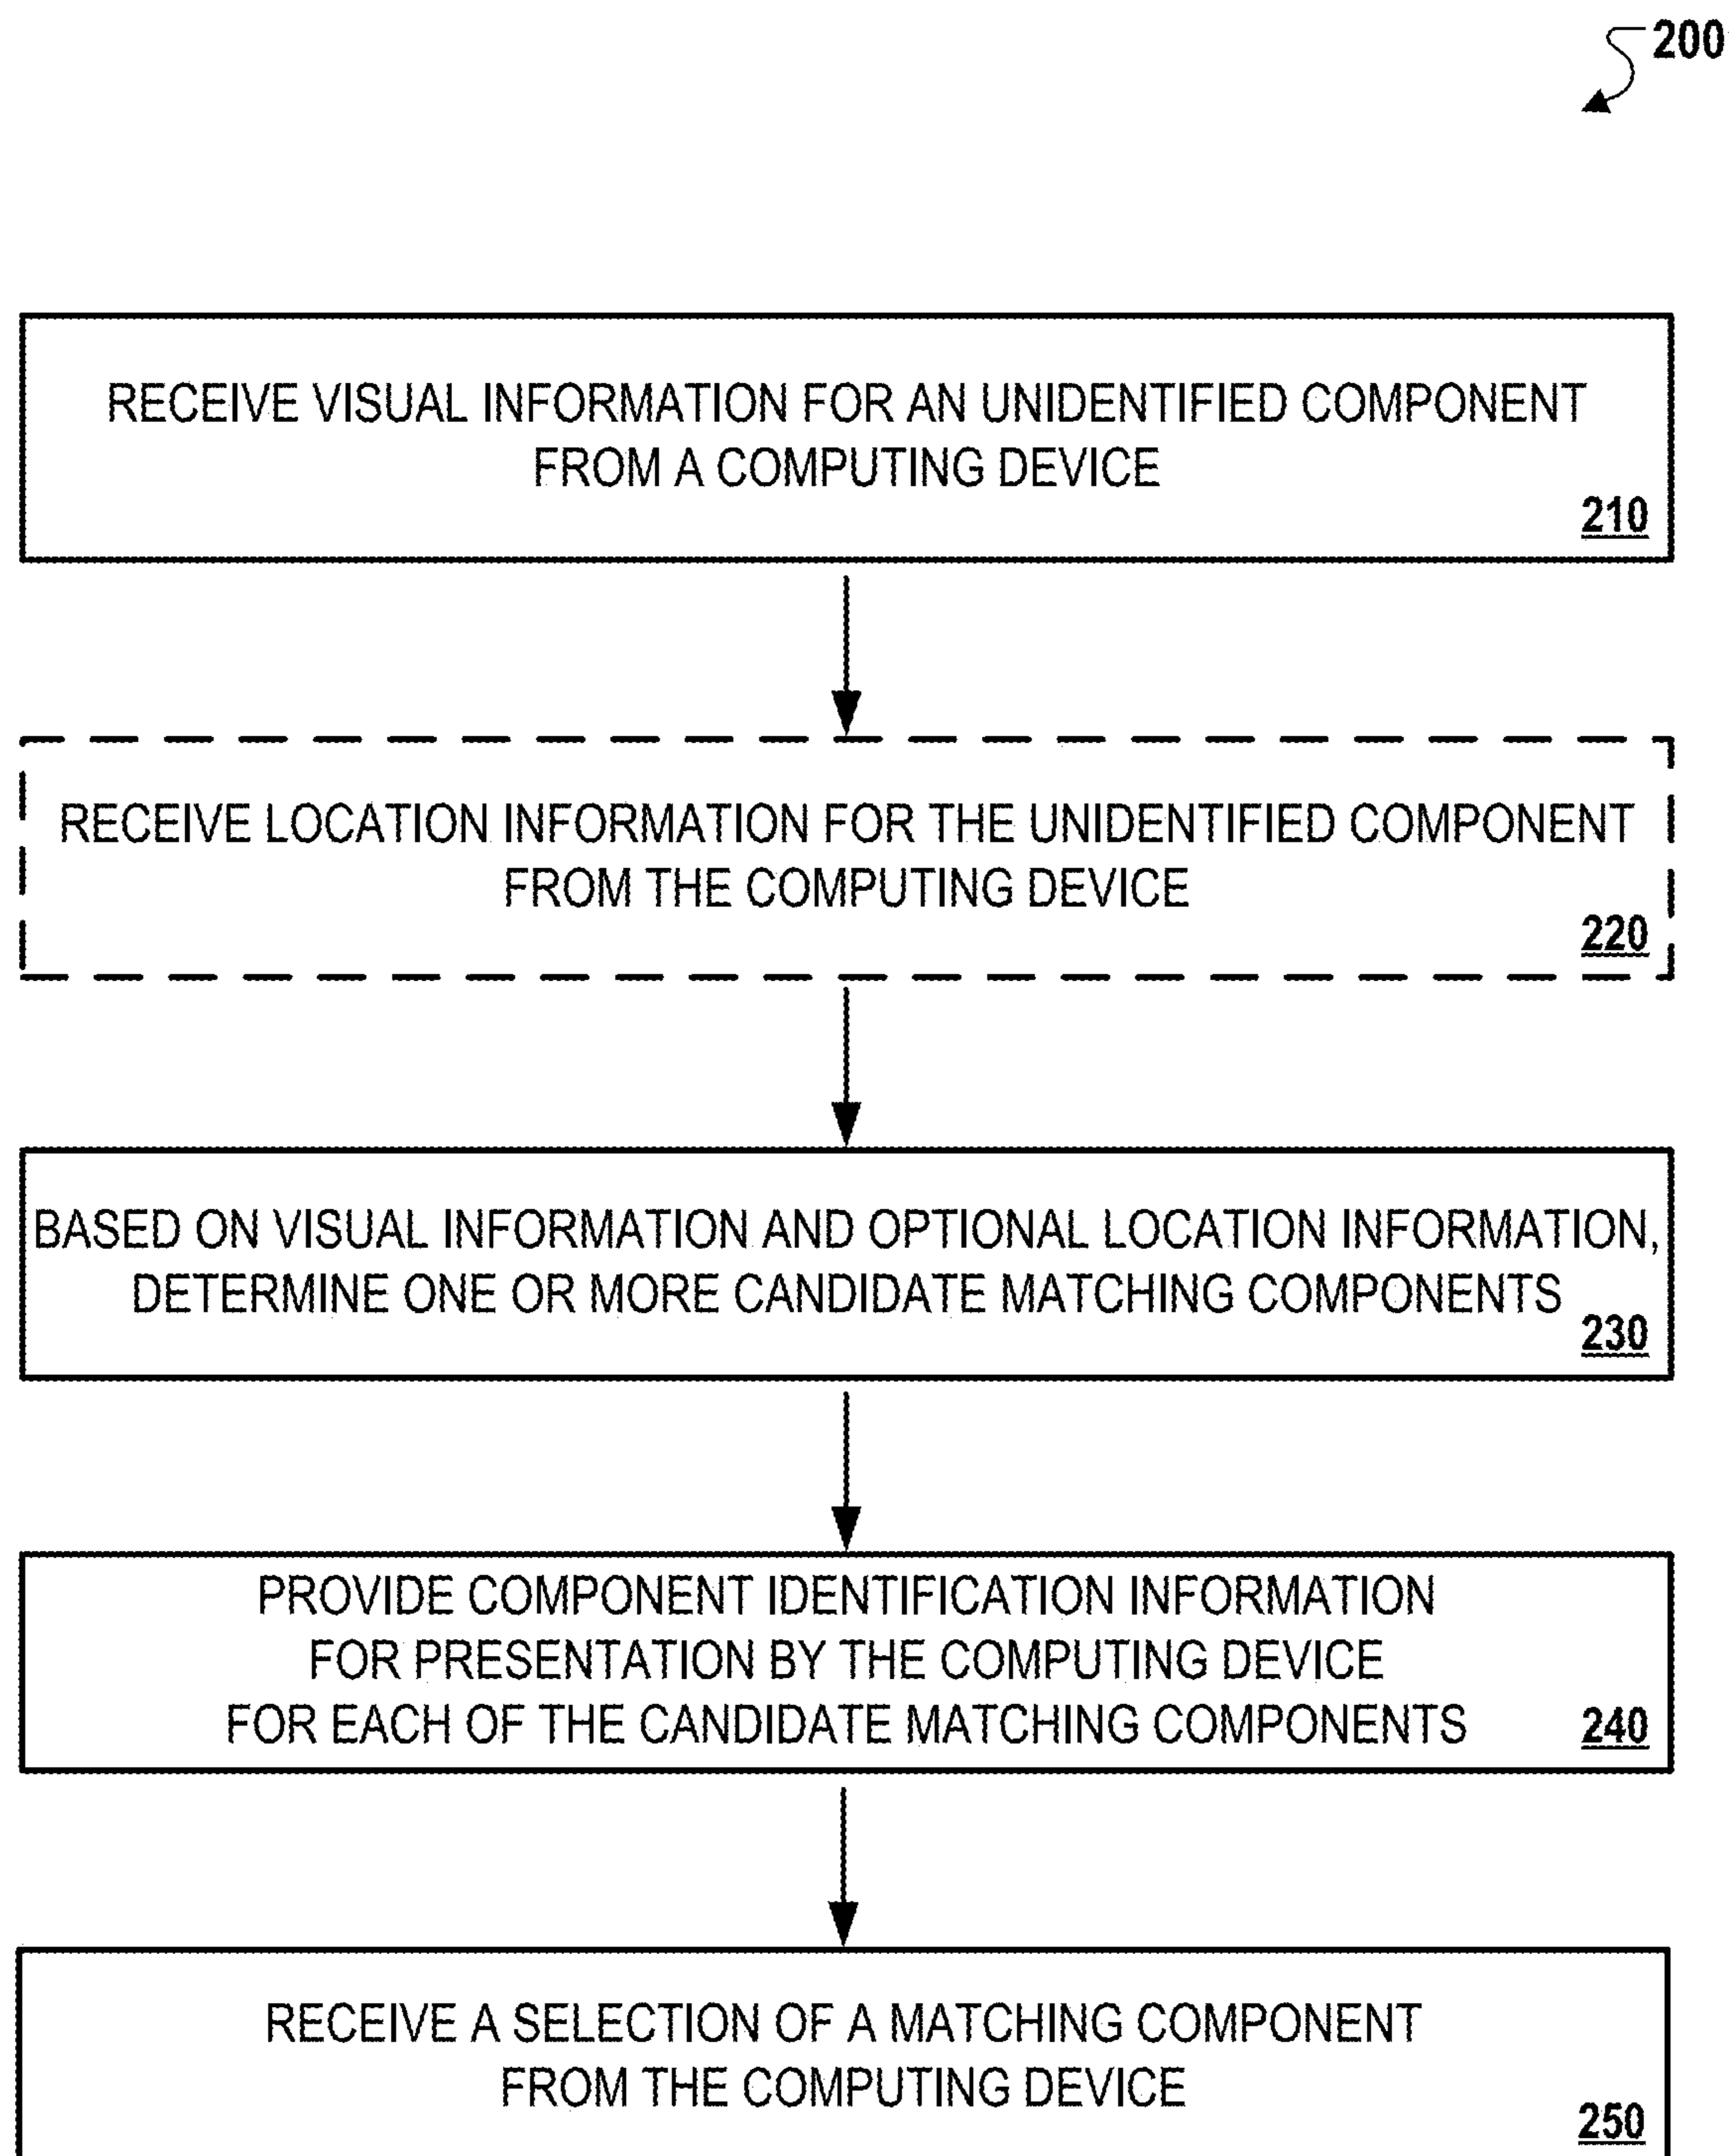 200
RECEIVE VISUAL INFORMATION FOR AN UNIDENTIFIED COMPONENT
FROM A COMPUTING DEVICE
210
RECEIVE LOCATION INFORMATION FOR THE UNIDENTIFIED COMPONENT
FROM THE COMPUTING DEVICE
220
BASED ON VISUAL INFORMATION AND OPTIONAL LOCATION INFORMATION,
DETERMINE ONE OR MORE CANDIDATE MATCHING COMPONENTS
230
PROVIDE COMPONENT IDENTIFICATION INFORMATION
FOR PRESENTATION BY THE COMPUTING DEVICE
FOR EACH OF THE CANDIDATE MATCHING COMPONENTS
240
RECEIVE A SELECTION OF A MATCHING COMPONENT
FROM THE COMPUTING DEVICE
250